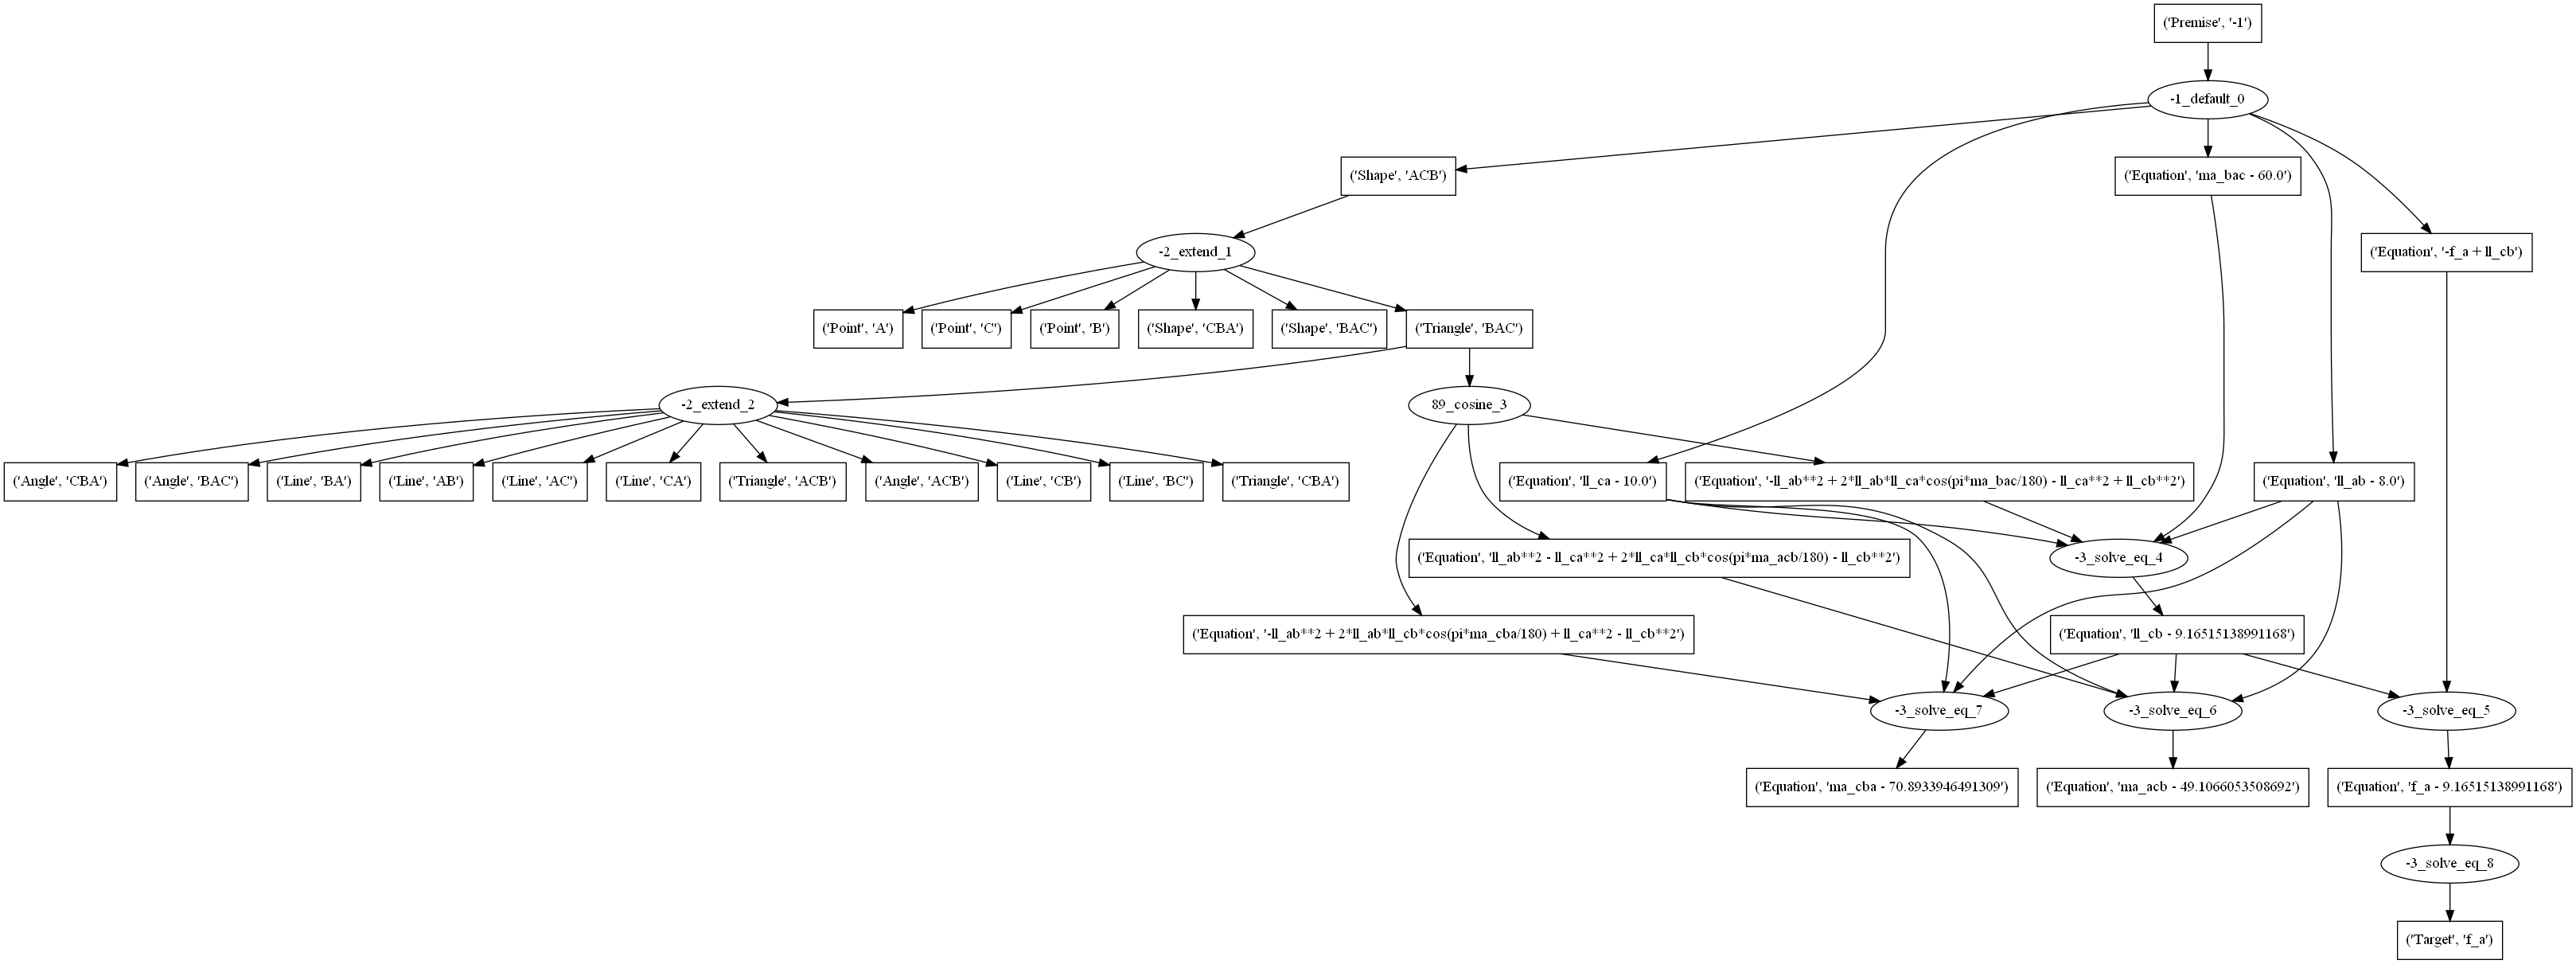 ('Premise', '-1')
-1_default_0
('Shape', 'ACB')
('Equation', 'ma_bac - 60.0')
-2_extend_1
('Equation', '-f_a + ll_cb')
('Point', 'A')
('Point', 'C')
('Point', 'B')
('Shape', 'CBA')
('Shape', 'BAC')
('Triangle', 'BAC')
-2_extend_2
89_cosine_3
('Angle', 'CBA')
('Angle', 'BAC')
('Line', 'BA')
('Line', 'AB')
('Line', 'AC')
('Line', 'CA')
('Triangle', 'ACB')
('Angle', 'ACB')
('Line', 'CB')
('Line', 'BC')
('Triangle', 'CBA')
('Equation', 'll_ca - 10.0')
('Equation', '-ll_ab**2 + 2*ll_ab*ll_ca*cos(pi*ma_bac/180) - ll_ca**2 + ll_cb**2')
('Equation', 'll_ab - 8.0')
('Equation', 'll_ab**2 - ll_ca**2 + 2*ll_ca*ll_cb*cos(pi*ma_acb/180) - ll_cb**2')
-3_solve_eq_4
('Equation', '-ll_ab**2 + 2*ll_ab*ll_cb*cos(pi*ma_cba/180) + ll_ca**2 - ll_cb**2')
('Equation', 'll_cb - 9.16515138991168')
-3_solve_eq_7
-3_solve_eq_6
-3_solve_eq_5
('Equation', 'ma_cba - 70.8933946491309')
('Equation', 'ma_acb - 49.1066053508692')
('Equation', 'f_a - 9.16515138991168')
-3_solve_eq_8
('Target', 'f_a')